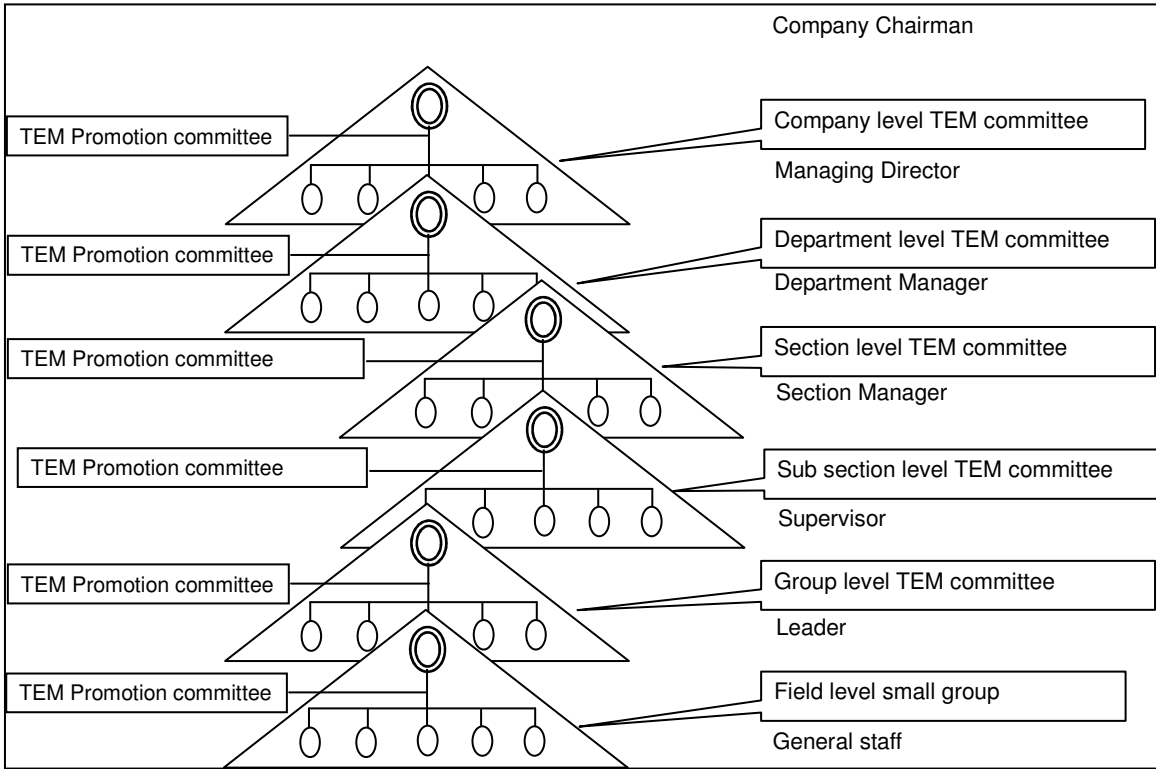 Company Chairman
TEM Promotion committee
Company level TEM committee
Managing Director
TEM Promotion committee
Department level TEM committee
Department Manager
TEM Promotion committee
Section level TEM committee
Section Manager
TEM Promotion committee
Sub section level TEM committee
Supervisor
TEM Promotion committee
Group level TEM committee
Leader
TEM Promotion committee
Field level small group
General staff